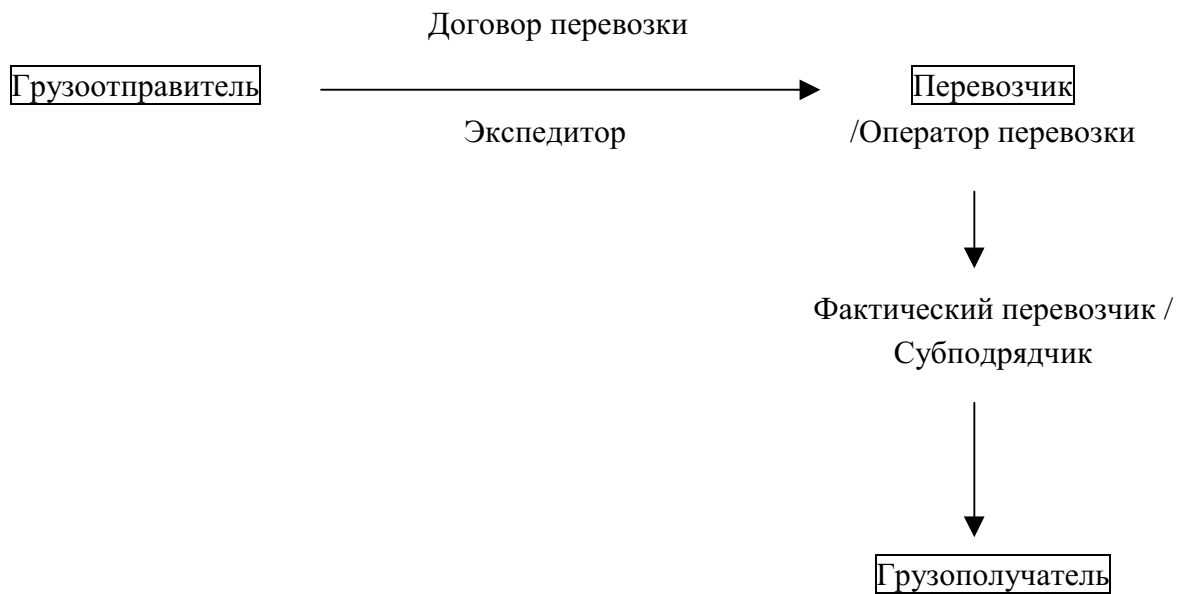 Договор перевозки
Грузоотправитель
Перевозчик
Экспедитор
/Оператор перевозки
Фактический перевозчик /
Субподрядчик
Грузополучатель